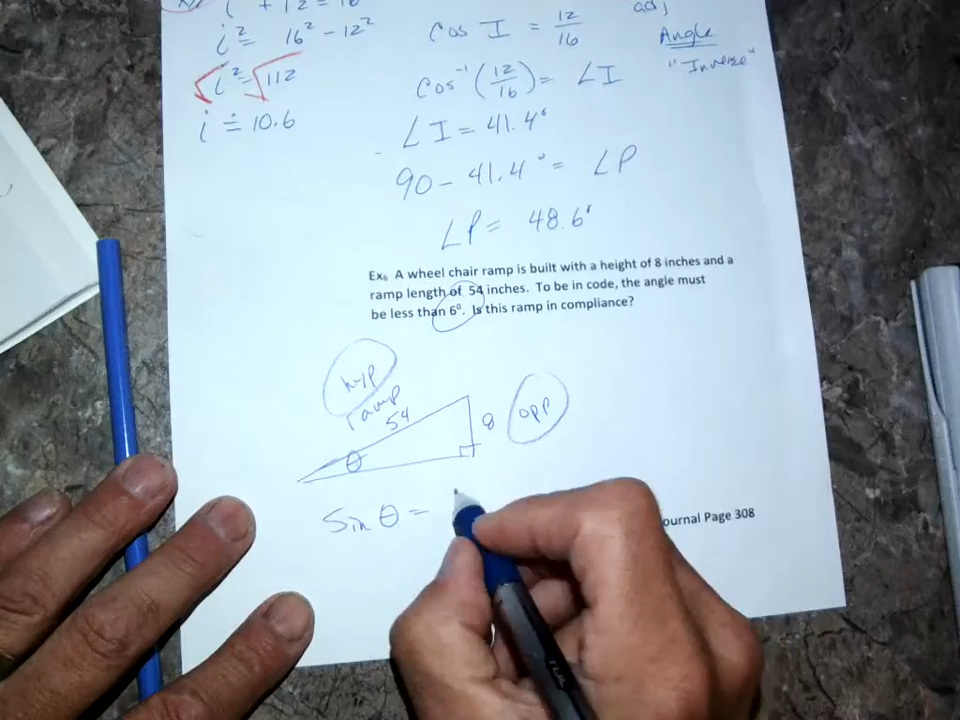 i² = 16² - 12²
√i² = √112
i ≐ 10.6
Cos I = 12/16
Cos⁻¹(12/16) = ∠I
∠I = 41.4°
90 - 41.4° = ∠P
∠P = 48.6°
adj
Angle
"Inverse"
Ex₆ A wheel chair ramp is built with a height of 8 inches and a
ramp length of 54 inches. To be in code, the angle must
be less than 6⁰. Is this ramp in compliance?
hyp
ramp
54
8
opp
θ
Sin θ =
ournal Page 308